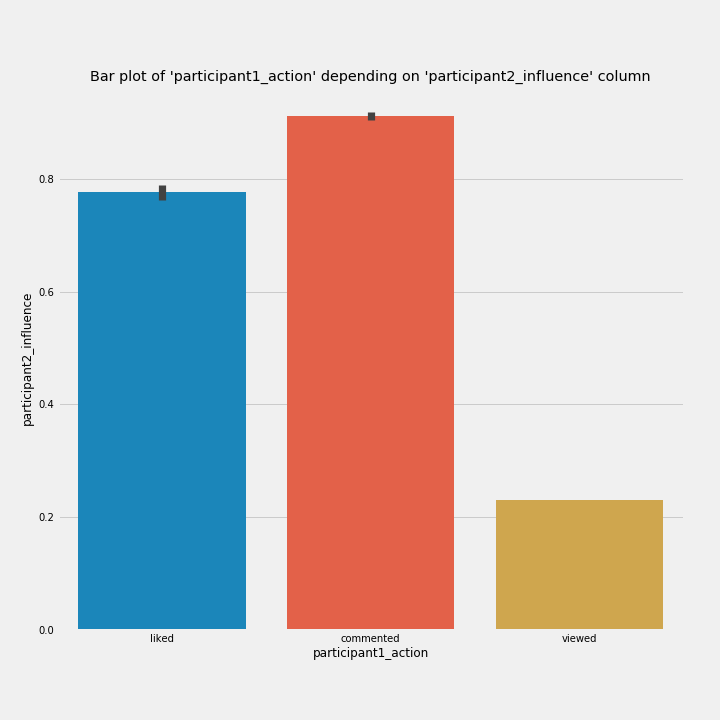 Bar plot of 'participant1_action' depending on 'participant2_influence' column
participant2_influence
0.8
0.6
0.4
0.2
0.0
liked
commented
viewed
participant1_action